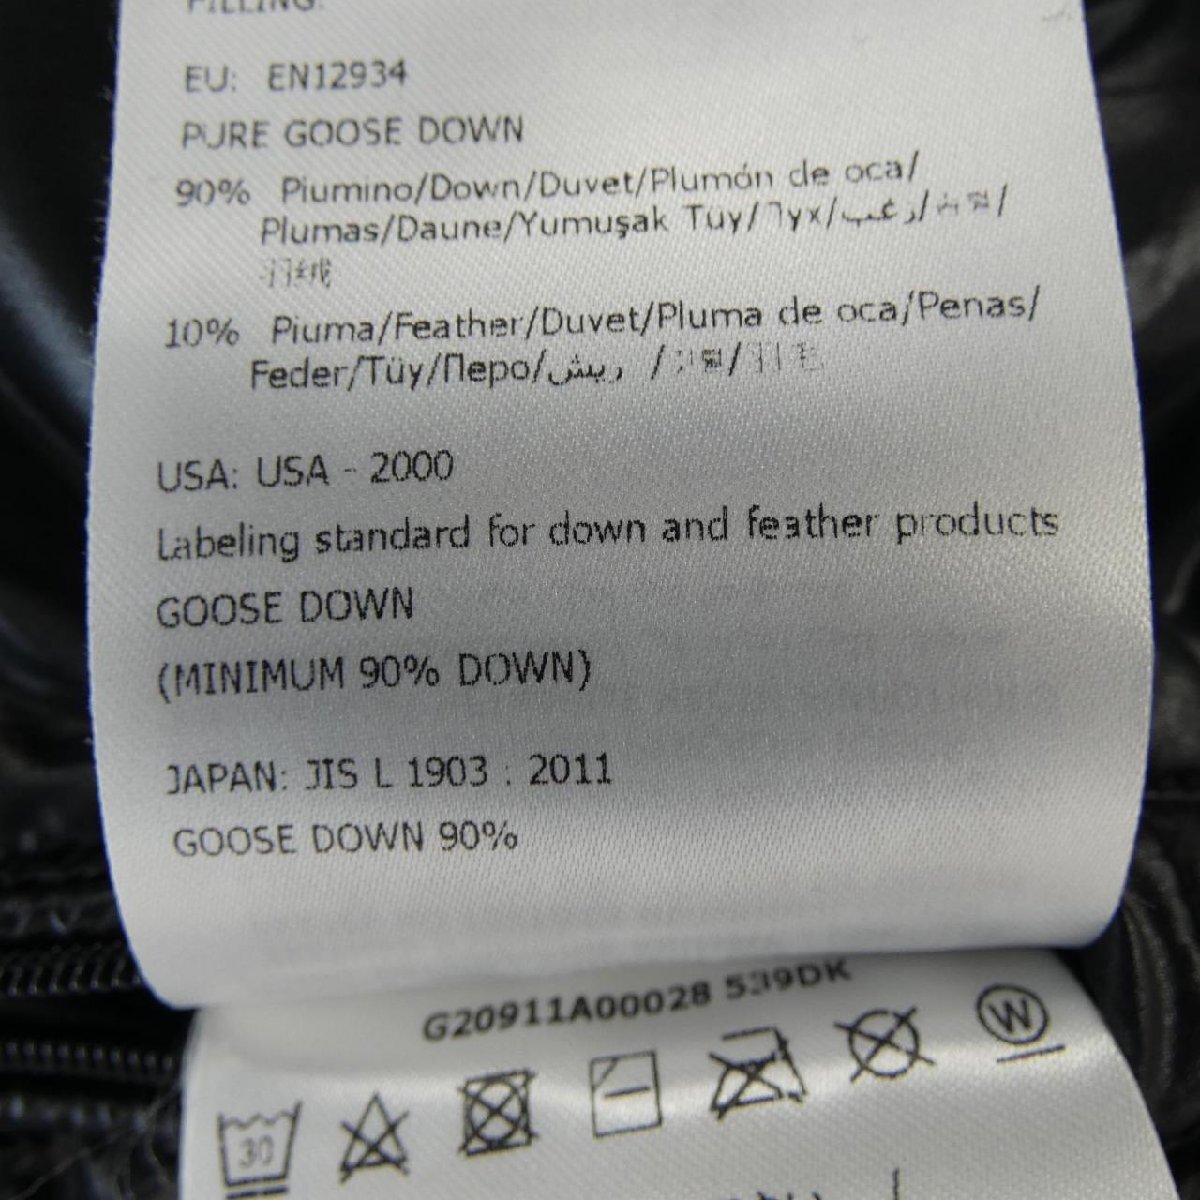 FILLING:
EU: EN12934
PURE GOOSE DOWN
90% Piumino/Down/Duvet/Plumón de oca/
Plumas/Daune/Yumuşak Tüy/Пух/زغب/
羽绒
10% Piuma/Feather/Duvet/Pluma de oca/Penas/
Feder/Tüy/Перо/ريش/
USA: USA - 2000
Labeling standard for down and feather products
GOOSE DOWN
(MINIMUM 90% DOWN)
JAPAN: JIS L 1903 : 2011
GOOSE DOWN 90%
G20911A00028 539DK
30
W